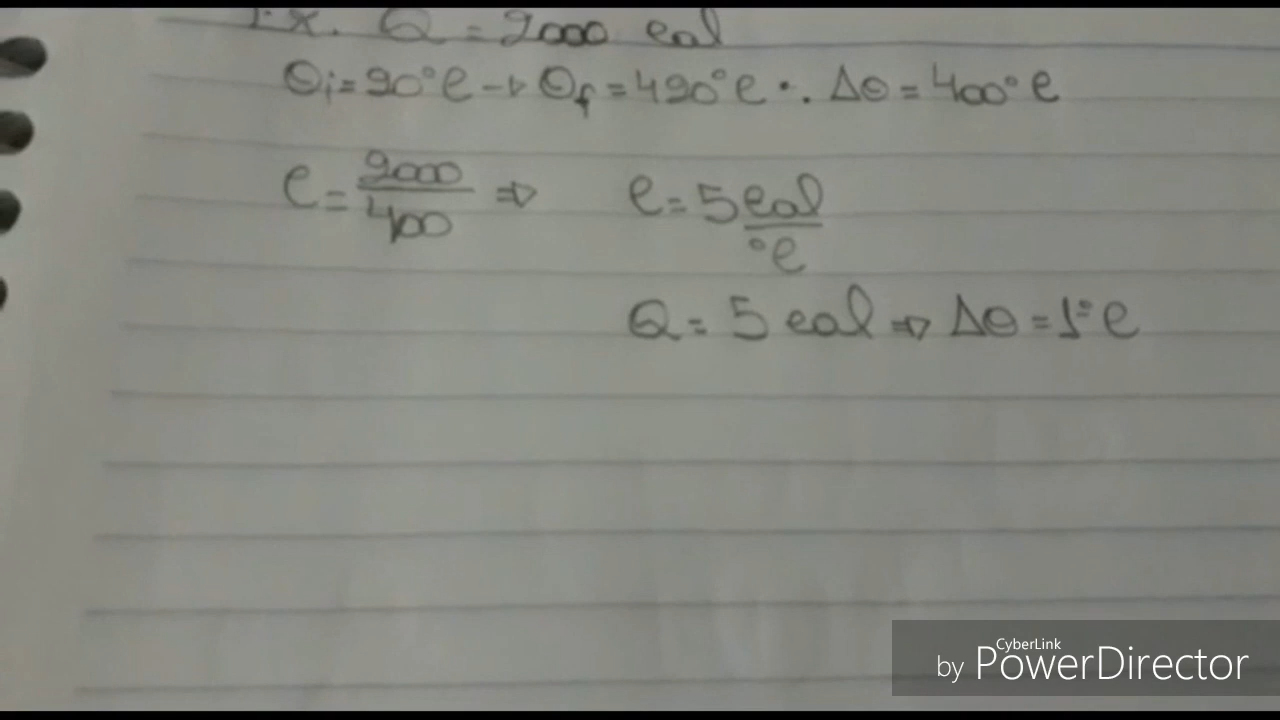 Ex. Q = 2000 cal
θi = 20°C → θf = 420°C ∴ Δθ = 400°C
C = 2000/400 ⇒ C = 5 cal/°C
Q = 5 cal ⇒ Δθ = 1°C
CyberLink
by PowerDirector